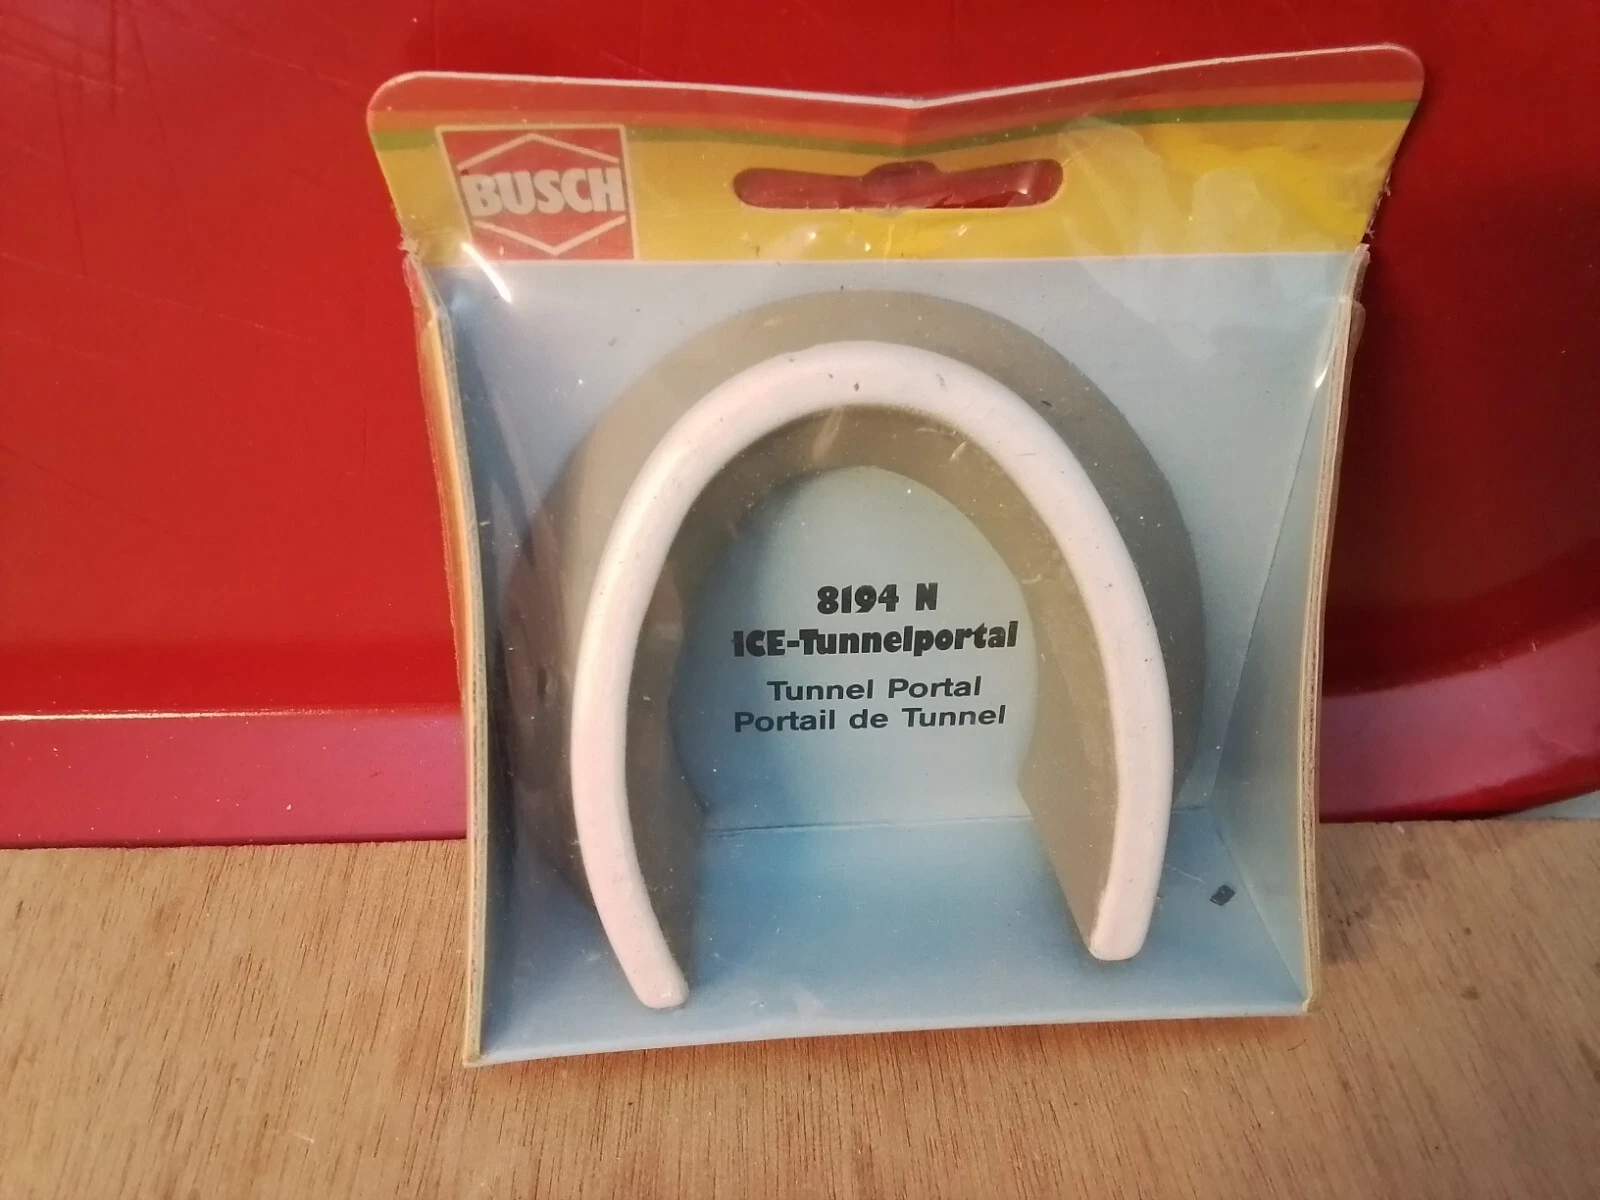 BUSCH
8194 N
ICE-Tunnelportal
Tunnel Portal
Portail de Tunnel